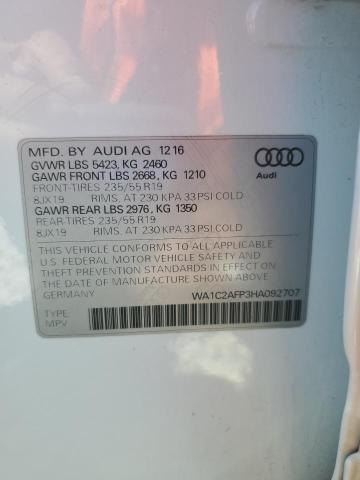 MFD. BY AUDI AG 12 16
GVWR LBS 5423, KG 2460
GAWR FRONT LBS 2668, KG 1210
FRONT-TIRES 235/55 R19
8JX19 RIMS. AT 230 KPA 33 PSI COLD
GAWR REAR LBS 2976, KG 1350
REAR-TIRES 235/55 R19
8JX19 RIMS, AT 230 KPA 33 PSI COLD
THIS VEHICLE CONFORMS TO ALL APPLICABLE
U.S. FEDERAL MOTOR VEHICLE SAFETY AND
THEFT PREVENTION STANDARDS IN EFFECT ON
THE DATE OF MANUFACTURE SHOWN ABOVE
GERMANY WA1C2AFP3HA092707
TYPE
MPV
Audi